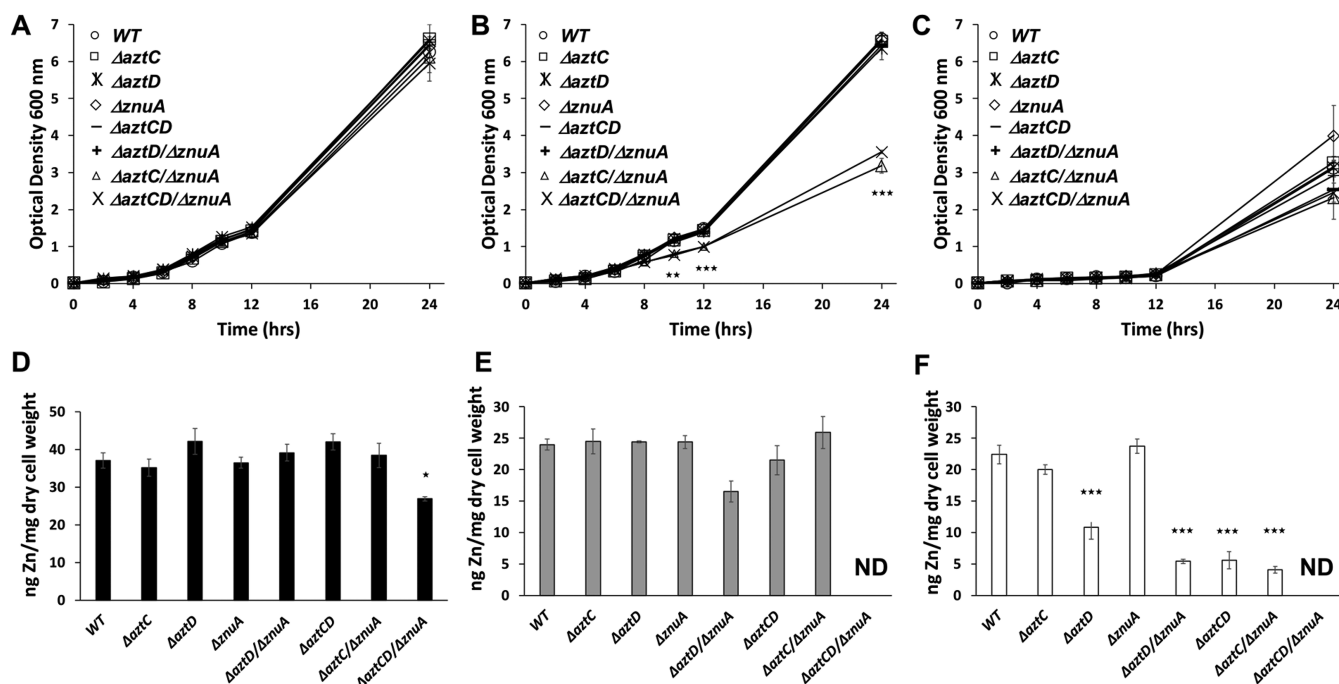 A
Optical Density 600 nm
7
6
5
4
3
2
1
0
WT
ΔaztC
ΔaztD
ΔznuA
ΔaztCD
ΔaztD/ΔznuA
ΔaztC/ΔznuA
ΔaztCD/ΔznuA
0 4 8 12 16 20 24
Time (hrs)
B
Optical Density 600 nm
7
6
5
4
3
2
1
0
WT
ΔaztC
ΔaztD
ΔznuA
ΔaztCD
ΔaztD/ΔznuA
ΔaztC/ΔznuA
ΔaztCD/ΔznuA
★★
★★★
★★★
0 4 8 12 16 20 24
Time (hrs)
C
Optical Density 600 nm
7
6
5
4
3
2
1
0
WT
ΔaztC
ΔaztD
ΔznuA
ΔaztCD
ΔaztD/ΔznuA
ΔaztC/ΔznuA
ΔaztCD/ΔznuA
0 4 8 12 16 20 24
Time (hrs)
D
ng Zn/mg dry cell weight
50
40
30
20
10
0
★
WT
ΔaztC
ΔaztD
ΔznuA
ΔaztD/ΔznuA
ΔaztCD
ΔaztC/ΔznuA
ΔaztCD/ΔznuA
E
ng Zn/mg dry cell weight
30
25
20
15
10
5
0
ND
WT
ΔaztC
ΔaztD
ΔznuA
ΔaztD/ΔznuA
ΔaztCD
ΔaztC/ΔznuA
ΔaztCD/ΔznuA
F
ng Zn/mg dry cell weight
30
25
20
15
10
5
0
★★★
★★★
★★★
★★★
ND
WT
ΔaztC
ΔaztD
ΔznuA
ΔaztD/ΔznuA
ΔaztCD
ΔaztC/ΔznuA
ΔaztCD/ΔznuA